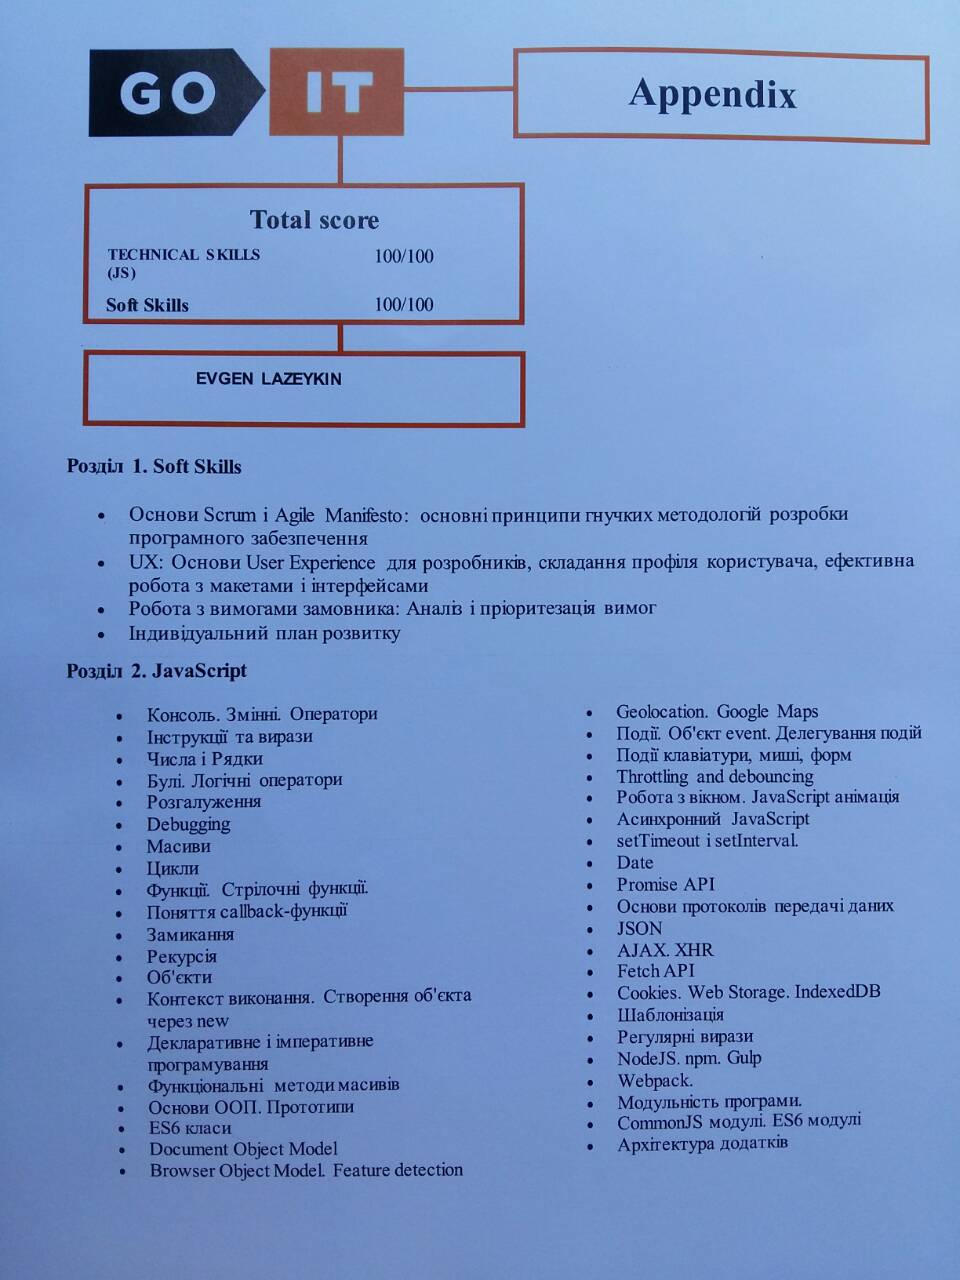 GO IT
Appendix
Total score
TECHNICAL SKILLS 100/100
(JS)
Soft Skills 100/100
EVGEN LAZEYKIN
Розділ 1. Soft Skills
• Основи Scrum і Agile Manifesto: основні принципи гнучких методологій розробки
програмного забезпечення
• UX: Основи User Experience для розробників, складання профіля користувача, ефективна
робота з макетами і інтерфейсами
• Робота з вимогами замовника: Аналіз і пріоритезація вимог
• Індивідуальний план розвитку
Розділ 2. JavaScript
• Консоль. Змінні. Оператори
• Інструкції та вирази
• Числа і Рядки
• Булі. Логічні оператори
• Розгалуження
• Debugging
• Масиви
• Цикли
• Функції. Стрілочні функції.
• Поняття callback-функції
• Замикання
• Рекурсія
• Об'єкти
• Контекст виконання. Створення об'єкта
через new
• Декларативне і імперативне
програмування
• Функціональні методи масивів
• Основи ООП. Прототипи
• ES6 класи
• Document Object Model
• Browser Object Model. Feature detection
• Geolocation. Google Maps
• Події. Об'єкт event. Делегування подій
• Події клавіатури, миші, форм
• Throttling and debouncing
• Робота з вікном. JavaScript анімація
• Асинхронний JavaScript
• setTimeout і setInterval.
• Date
• Promise API
• Основи протоколів передачі даних
• JSON
• AJAX. XHR
• Fetch API
• Cookies. Web Storage. IndexedDB
• Шаблонізація
• Регулярні вирази
• NodeJS. npm. Gulp
• Webpack.
• Модульність програми.
• CommonJS модулі. ES6 модулі
• Архітектура додатків